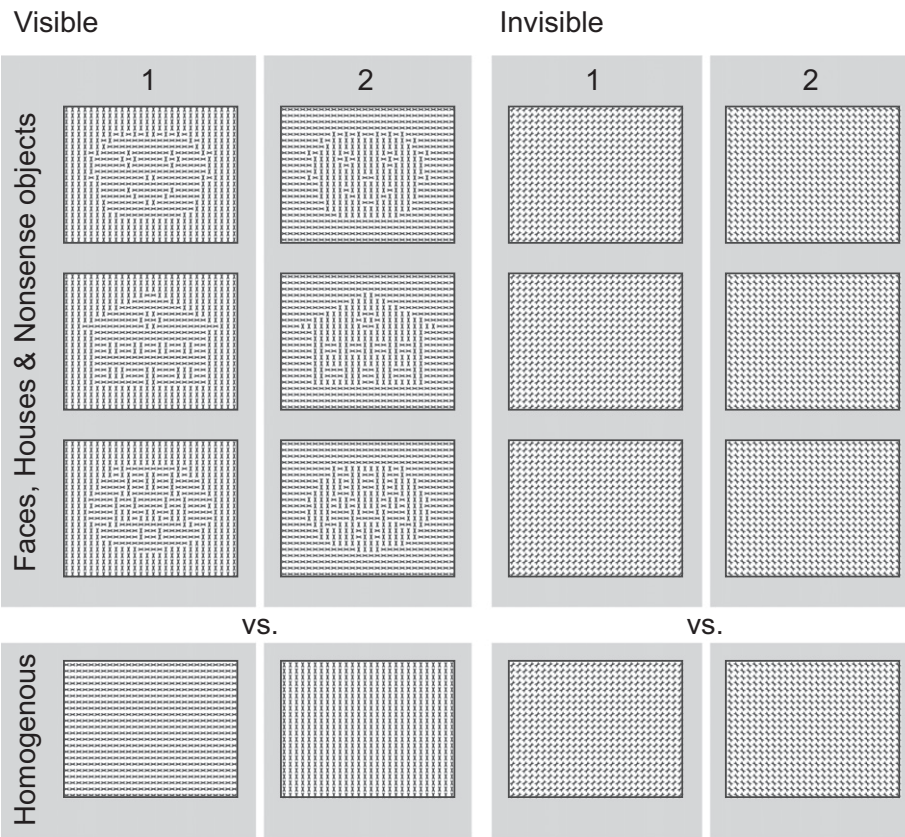 Visible
Invisible
1
2
1
2
Faces, Houses & Nonsense objects
vs.
vs.
Homogenous